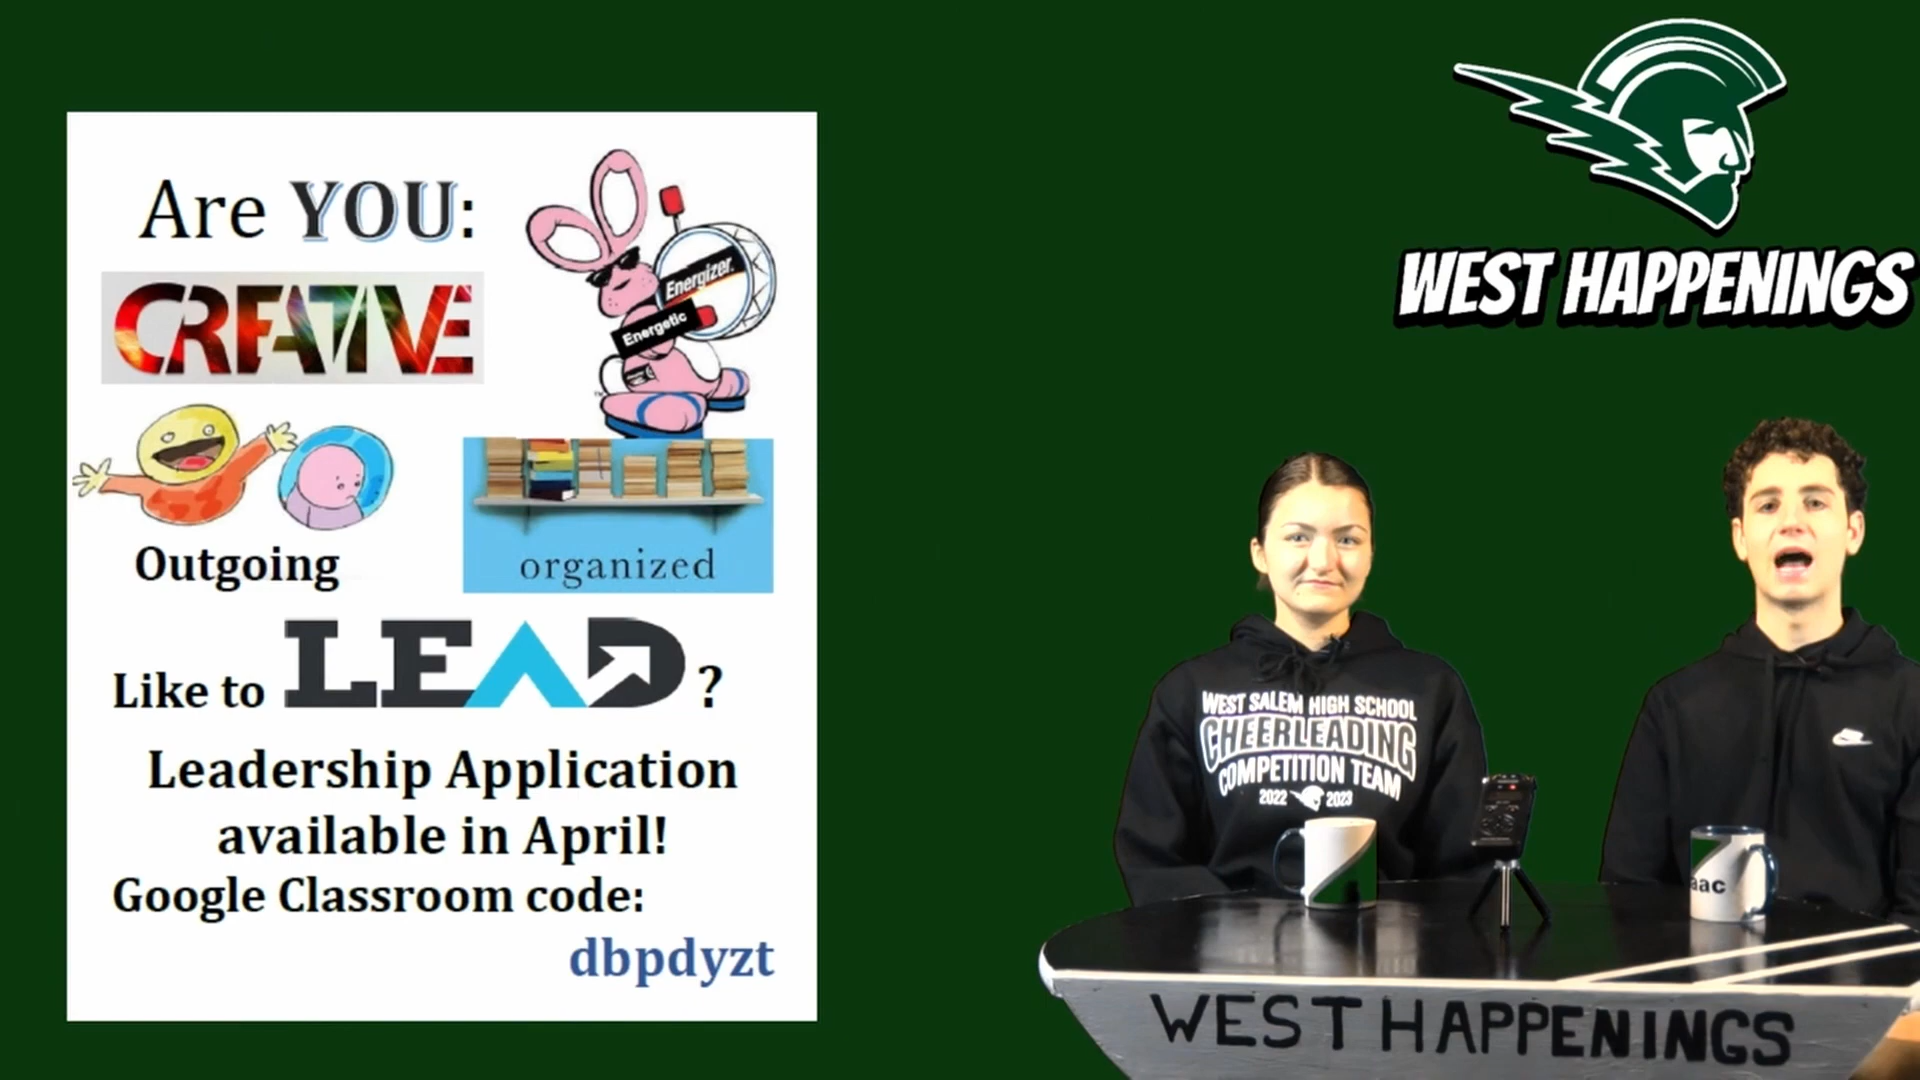 Are YOU:
CREATIVE
Energizer.
Energetic
Outgoing
organized
Like to LEAD ?
Leadership Application
available in April!
Google Classroom code:
dbpdyzt
WEST HAPPENINGS
WEST SALEM HIGH SCHOOL
CHEERLEADING
COMPETITION TEAM
2022 2023
aac
WEST HAPPENINGS